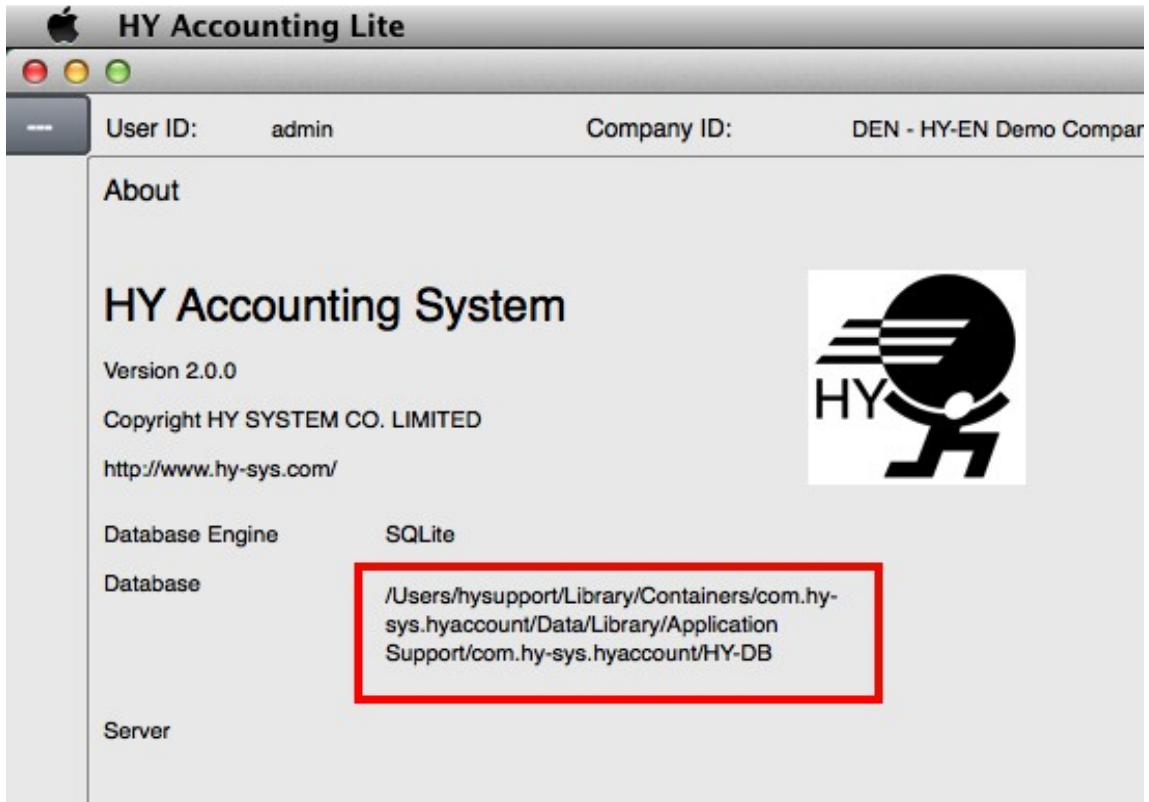 HY Accounting Lite
---
User ID: admin Company ID: DEN - HY-EN Demo Compar
About
HY Accounting System
Version 2.0.0
Copyright HY SYSTEM CO. LIMITED
http://www.hy-sys.com/
HY
Database Engine SQLite
Database
/Users/hysupport/Library/Containers/com.hy-
sys.hyaccount/Data/Library/Application
Support/com.hy-sys.hyaccount/HY-DB
Server